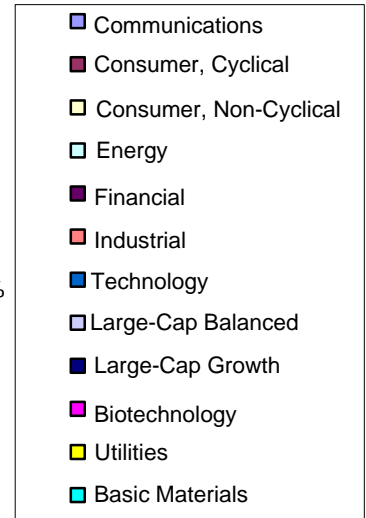 Communications
Consumer, Cyclical
Consumer, Non-Cyclical
Energy
Financial
Industrial
%
Technology
Large-Cap Balanced
Large-Cap Growth
Biotechnology
Utilities
Basic Materials